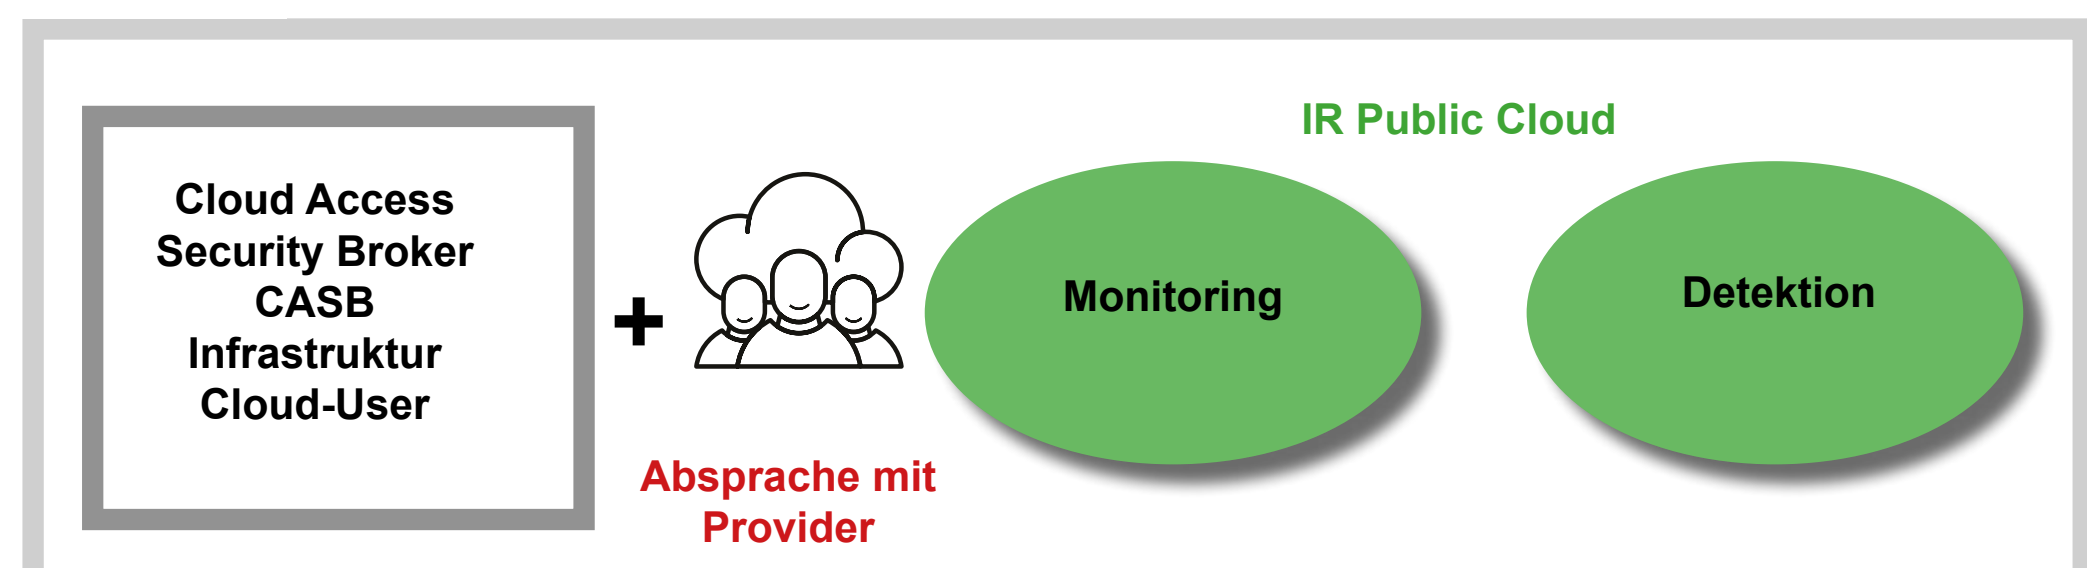 IR Public Cloud
Cloud Access
Security Broker
CASB
Infrastruktur
Cloud-User
+
Absprache mit
Provider
Monitoring
Detektion